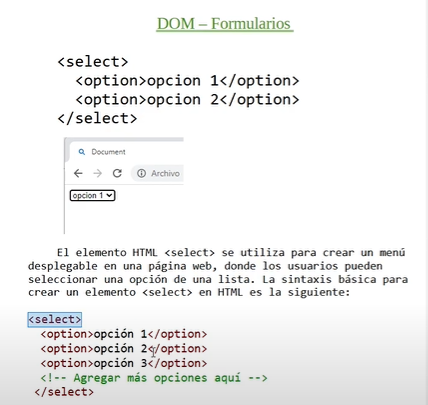 DOM – Formularios
<select>
<option>opcion 1</option>
<option>opcion 2</option>
</select>
Document
Archivo
opcion 1
El elemento HTML <select> se utiliza para crear un menú
desplegable en una página web, donde los usuarios pueden
seleccionar una opción de una lista. La sintaxis básica para
crear un elemento <select> en HTML es la siguiente:
<select>
<option>opción 1</option>
<option>opción 2</option>
<option>opción 3</option>
<!-- Agregar más opciones aquí -->
</select>